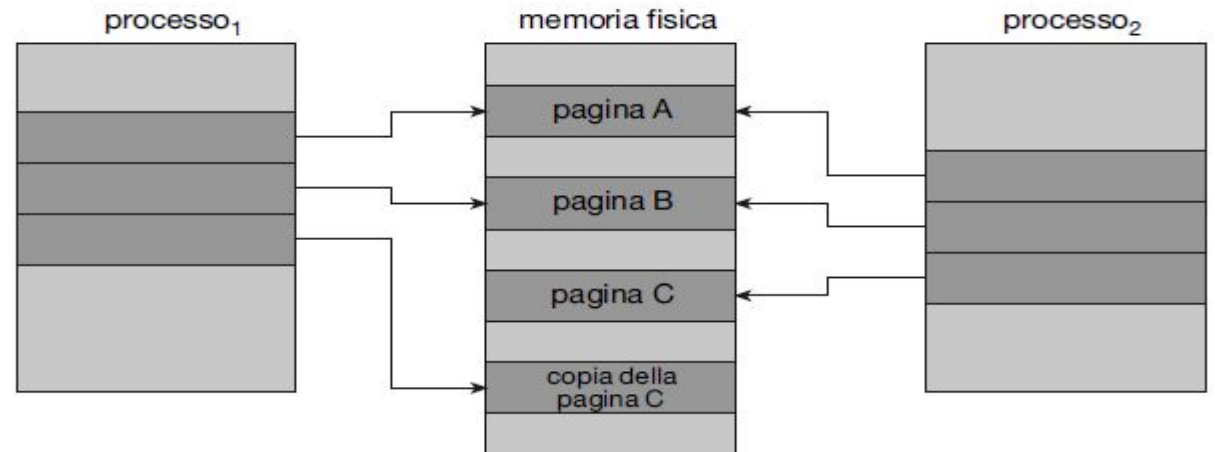 processo₁
memoria fisica
processo₂
pagina A
pagina B
pagina C
copia della
pagina C